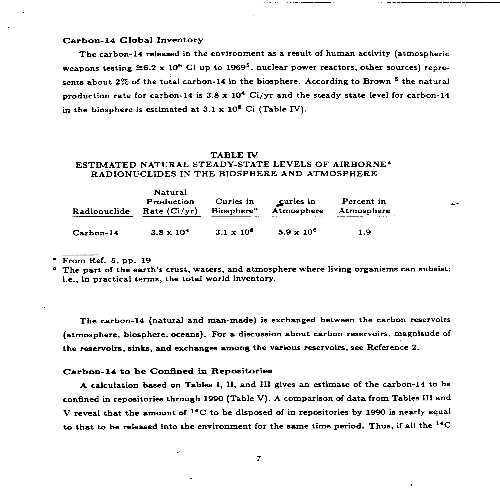 Carbon-14 Global Inventory
The carbon-14 released in the environment as a result of human activity (atmospheric
weapons testing ≅6.2 x 10⁶ Ci up to 1969⁵, nuclear power reactors, other sources) repre-
sents about 2% of the total carbon-14 in the biosphere. According to Brown ⁵ the natural
production rate for carbon-14 is 3.8 x 10⁴ Ci/yr and the steady state level for carbon-14
in the biosphere is estimated at 3.1 x 10⁸ Ci (Table IV).
TABLE IV
ESTIMATED NATURAL STEADY-STATE LEVELS OF AIRBORNE*
RADIONUCLIDES IN THE BIOSPHERE AND ATMOSPHERE
Natural
Production Curies in Curies in Percent in
Radionuclide Rate (Ci/yr) Biosphere° Atmosphere Atmosphere
Carbon-14 3.8 x 10⁴ 3.1 x 10⁸ 5.9 x 10⁶ 1.9
* From Ref. 5, pp. 19
° The part of the earth's crust, waters, and atmosphere where living organisms can subsist;
i.e., in practical terms, the total world inventory.
The carbon-14 (natural and man-made) is exchanged between the carbon reservoirs
(atmosphere, biosphere, oceans). For a discussion about carbon reservoirs, magnitude of
the reservoirs, sinks, and exchanges among the various reservoirs, see Reference 2.
Carbon-14 to be Confined in Repositories
A calculation based on Tables I, II, and III gives an estimate of the carbon-14 to be
confined in repositories through 1990 (Table V). A comparison of data from Tables III and
V reveal that the amount of ¹⁴C to be disposed of in repositories by 1990 is nearly equal
to that to be released into the environment for the same time period. Thus, if all the ¹⁴C
7